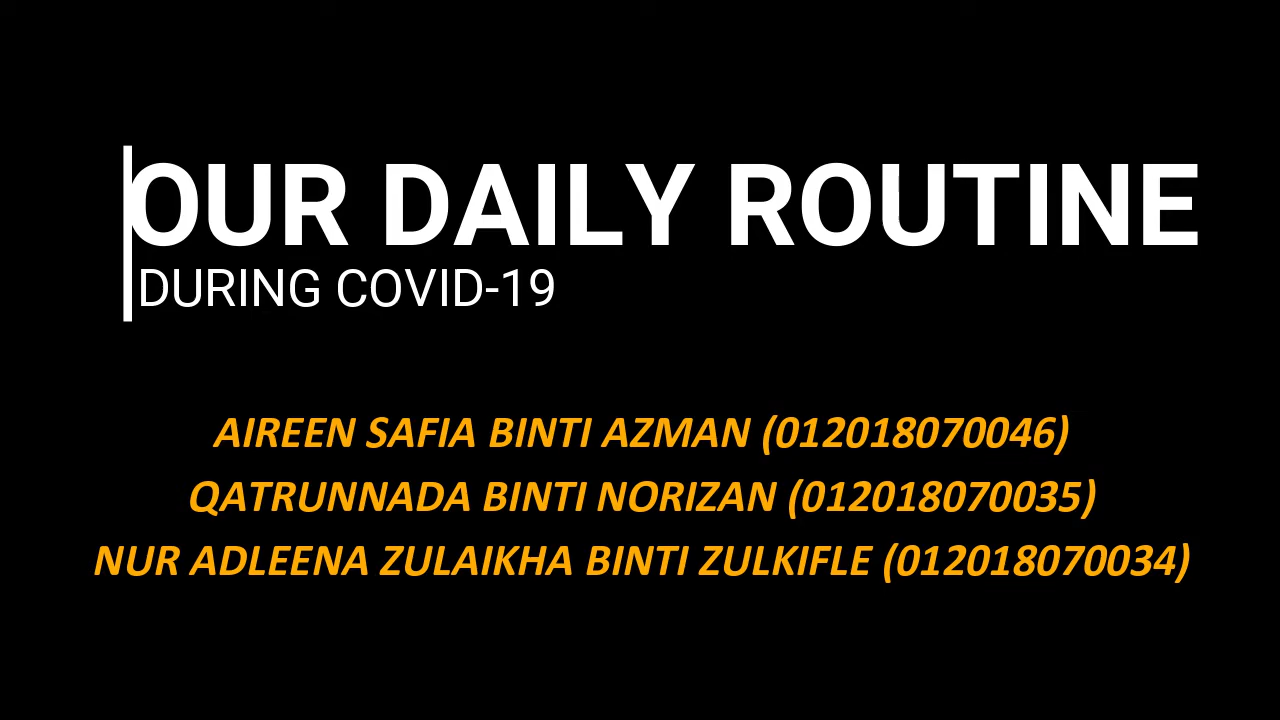 OUR DAILY ROUTINE
DURING COVID-19
AIREEN SAFIA BINTI AZMAN (012018070046)
QATRUNNADA BINTI NORIZAN (012018070035)
NUR ADLEENA ZULAIKHA BINTI ZULKIFLE (012018070034)